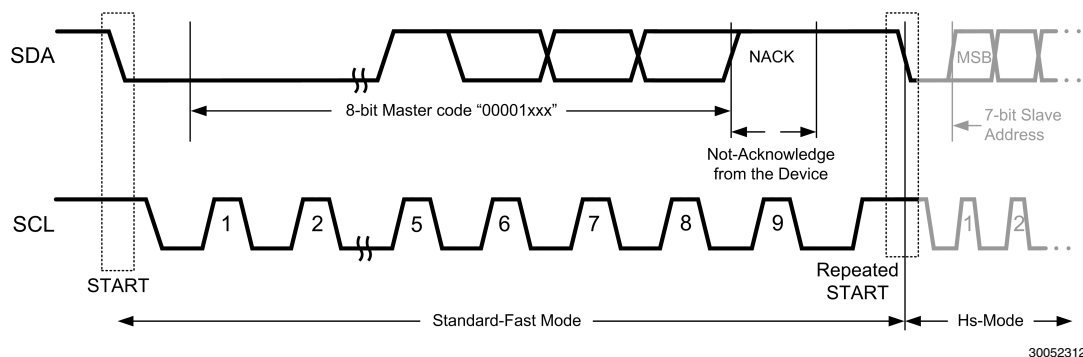 SDA
NACK
MSB
8-bit Master code “00001xxx”
7-bit Slave
Address
Not-Acknowledge
from the Device
SCL
1
2
5
6
7
8
9
1
2
START
Repeated
START
Standard-Fast Mode
Hs-Mode
30052312